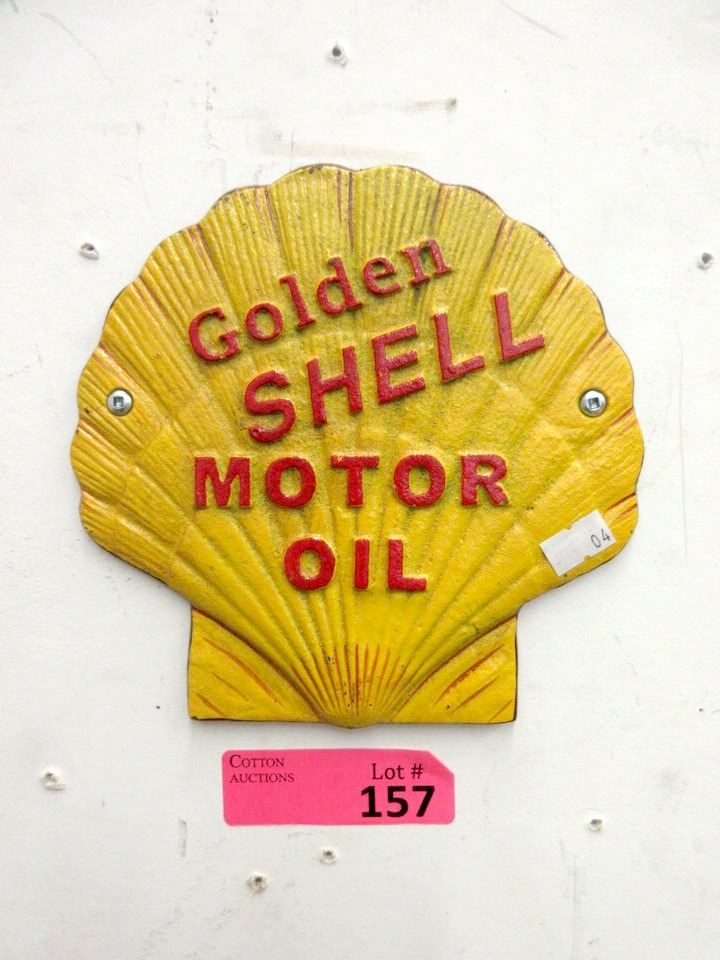 Golden
SHELL
MOTOR
OIL
04
COTTON
AUCTIONS
Lot #
157